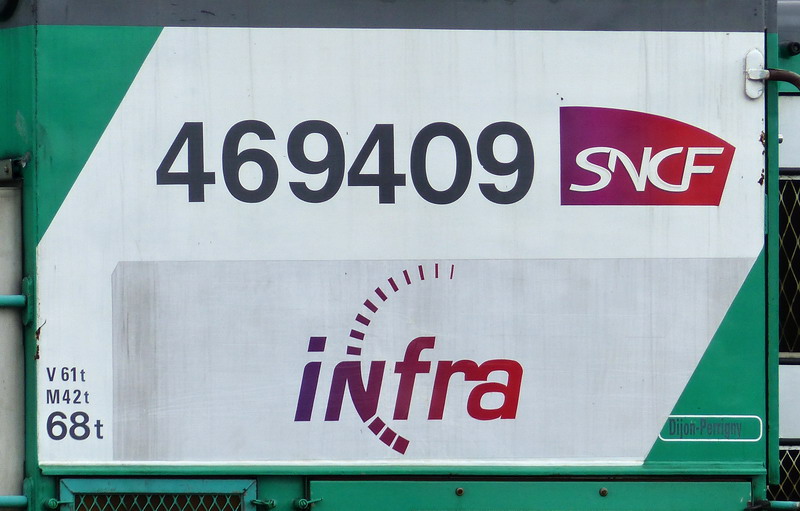 469409
SNCF
infra
V 61t
M 42t
68t
Dijon-Perrigny